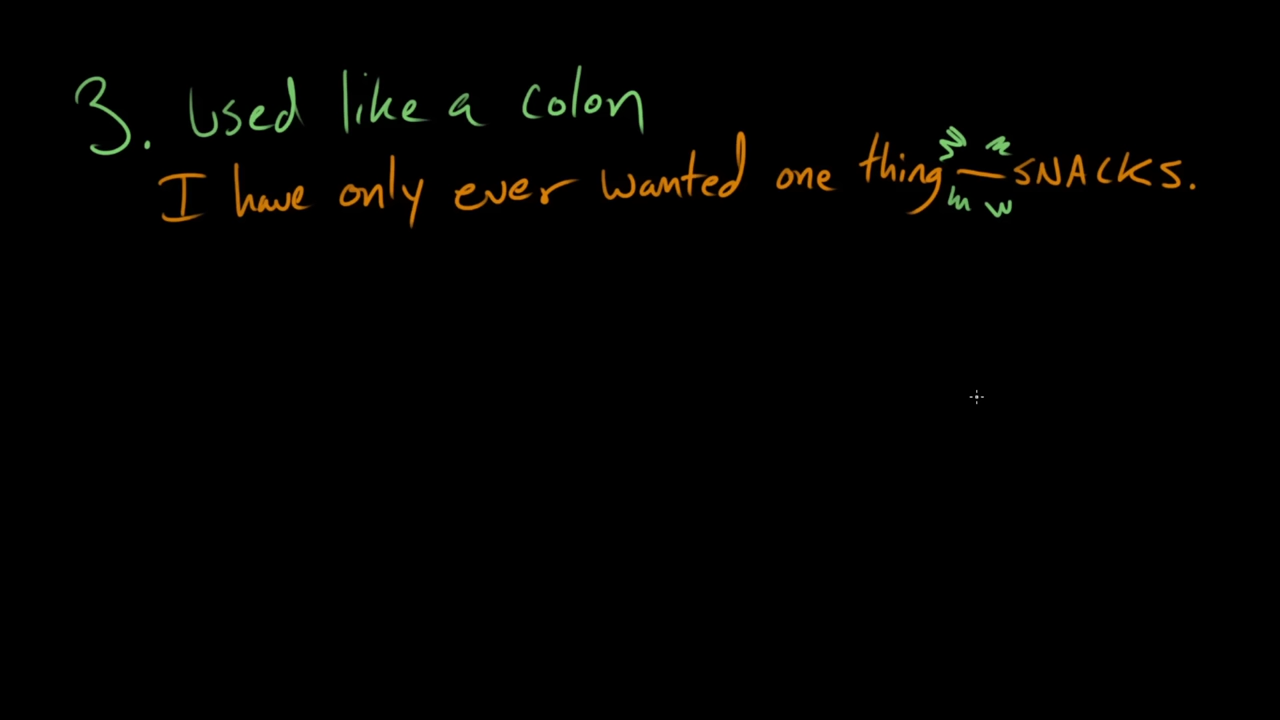 3. Used like a colon
I have only ever wanted one thing — SNACKS.